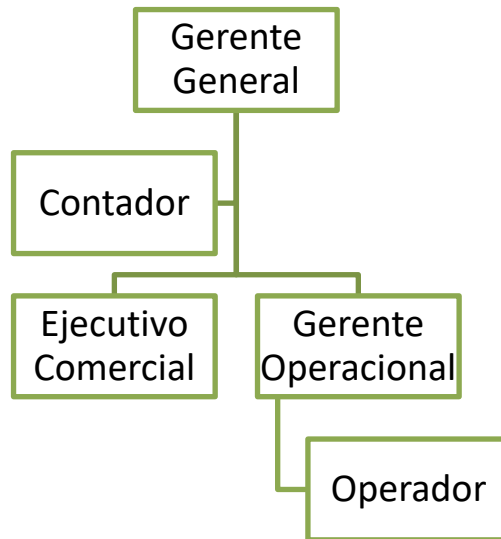 Gerente
General
Contador
Ejecutivo
Comercial
Gerente
Operacional
Operador